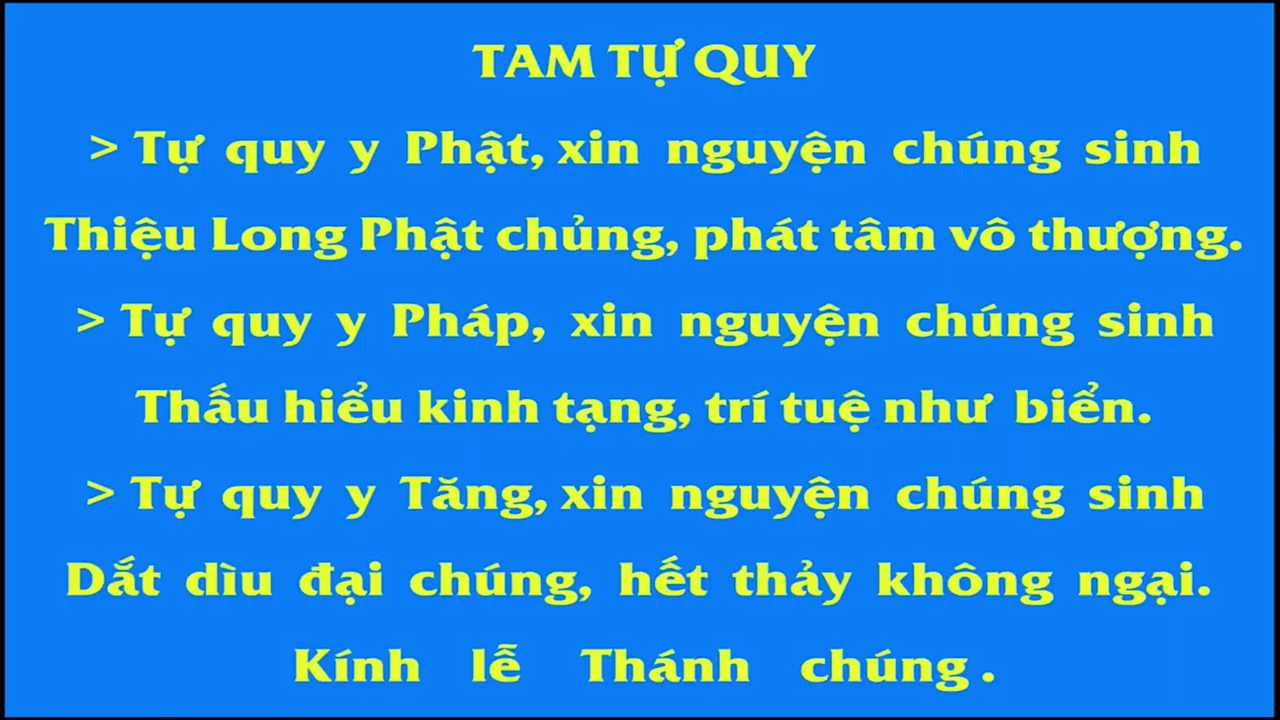 TAM TỰ QUY
> Tự quy y Phật, xin nguyện chúng sinh
Thiệu Long Phật chủng, phát tâm vô thượng.
> Tự quy y Pháp, xin nguyện chúng sinh
Thấu hiểu kinh tạng, trí tuệ như biển.
> Tự quy y Tăng, xin nguyện chúng sinh
Dắt dìu đại chúng, hết thảy không ngại.
Kính lễ Thánh chúng.